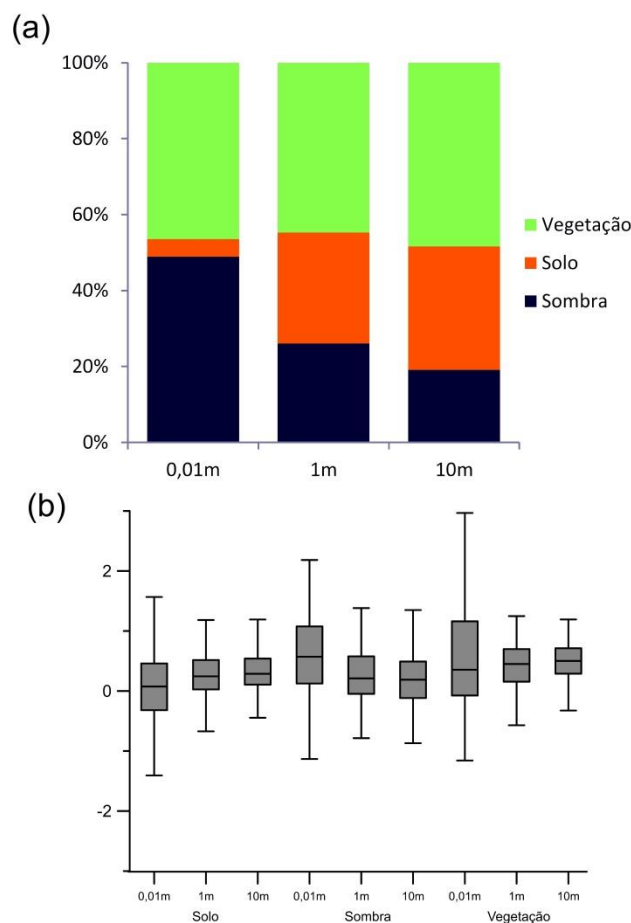 (a)
100%
80%
60%
40%
20%
0%
0,01m 1m 10m
Vegetação
Solo
Sombra
(b)
2
0
-2
0,01m 1m 10m 0,01m 1m 10m 0,01m 1m 10m
Solo Sombra Vegetação